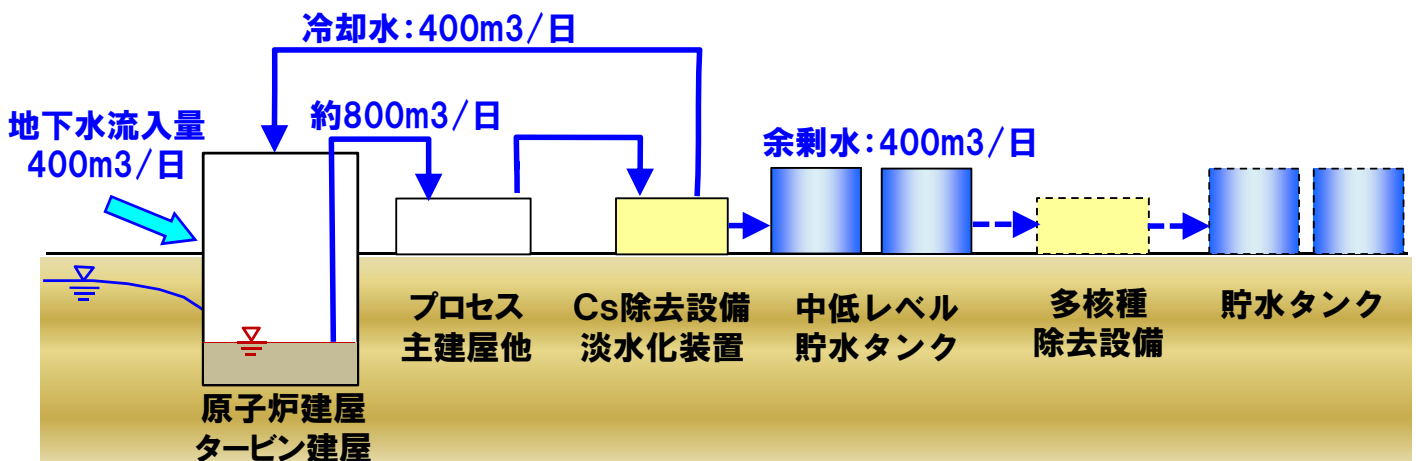 冷却水:400m3/日
地下水流入量
400m3/日
約800m3/日
余剰水:400m3/日
プロセス
主建屋他
Cs除去設備
淡水化装置
中低レベル
貯水タンク
多核種
除去設備
貯水タンク
原子炉建屋
タービン建屋